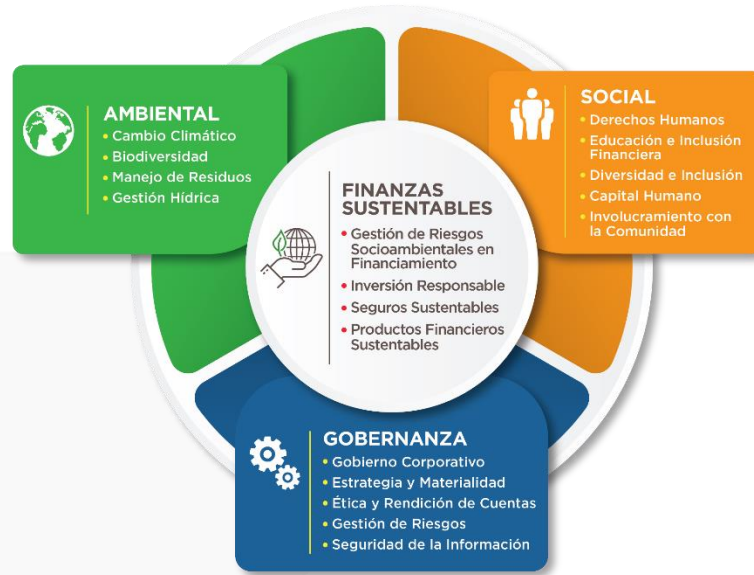 AMBIENTAL
• Cambio Climático
• Biodiversidad
• Manejo de Residuos
• Gestión Hídrica
SOCIAL
• Derechos Humanos
• Educación e Inclusión
Financiera
• Diversidad e Inclusión
• Capital Humano
• Involucramiento con
la Comunidad
FINANZAS
SUSTENTABLES
• Gestión de Riesgos
Socioambientales en
Financiamiento
• Inversión Responsable
• Seguros Sustentables
• Productos Financieros
Sustentables
GOBERNANZA
• Gobierno Corporativo
• Estrategia y Materialidad
• Ética y Rendición de Cuentas
• Gestión de Riesgos
• Seguridad de la Información